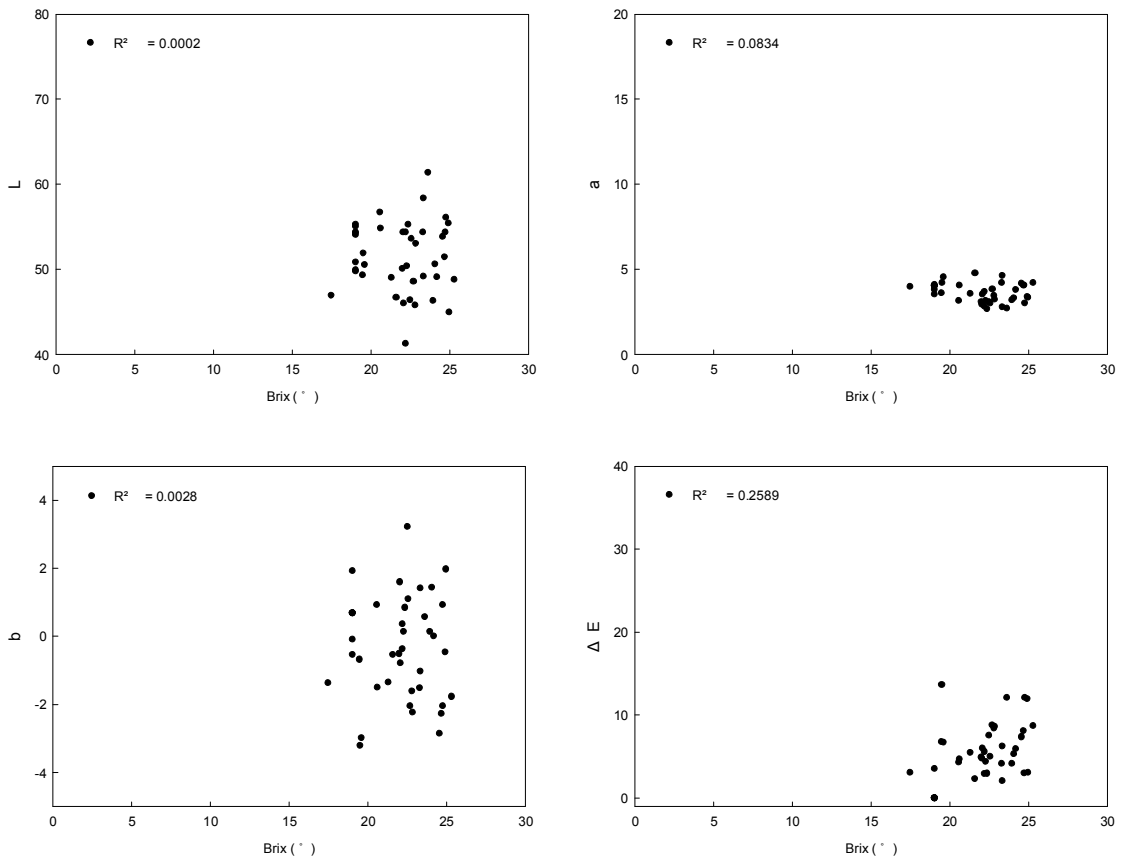 80
70
60
50
40
L
R² = 0.0002
0 5 10 15 20 25 30
Brix ( ° )
20
15
10
5
0
a
R² = 0.0834
0 5 10 15 20 25 30
Brix ( ° )
4
2
0
-2
-4
b
R² = 0.0028
0 5 10 15 20 25 30
Brix ( ° )
40
30
20
10
0
Δ E
R² = 0.2589
0 5 10 15 20 25 30
Brix ( ° )